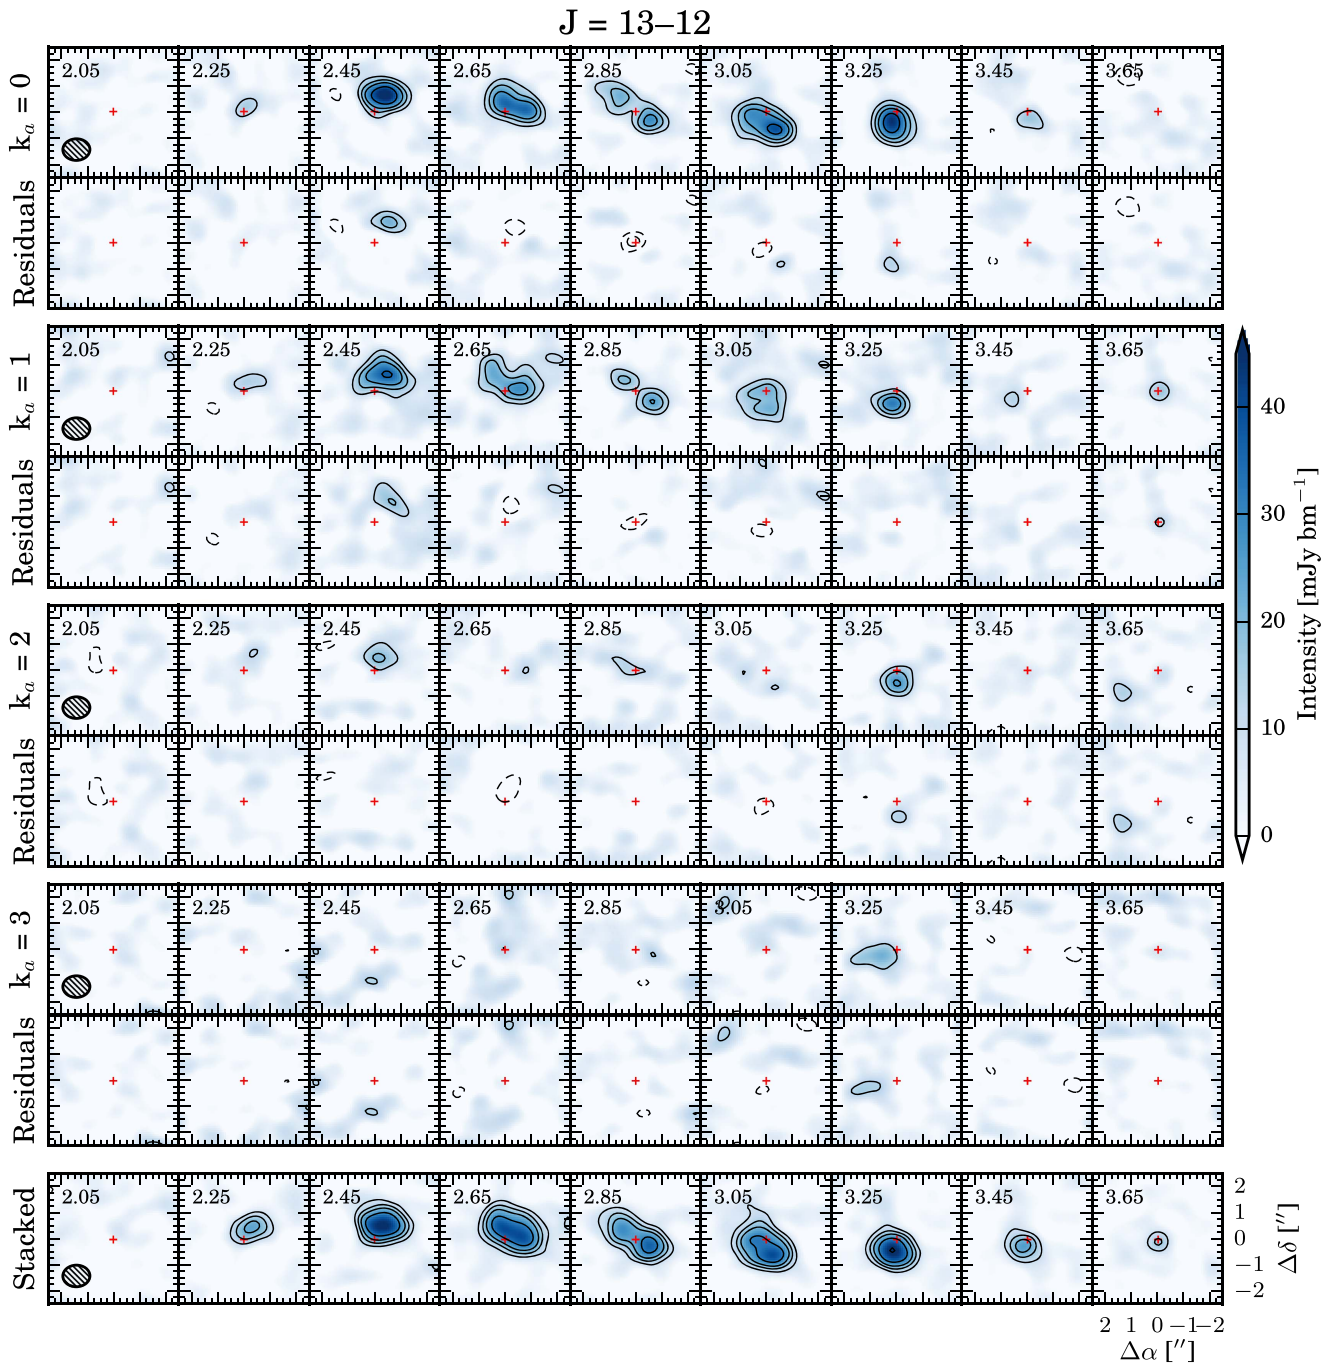 J = 13–12
k_a = 0
2.05 2.25 2.45 2.65 2.85 3.05 3.25 3.45 3.65
Residuals
k_a = 1
2.05 2.25 2.45 2.65 2.85 3.05 3.25 3.45 3.65
Residuals
k_a = 2
2.05 2.25 2.45 2.65 2.85 3.05 3.25 3.45 3.65
Residuals
k_a = 3
2.05 2.25 2.45 2.65 2.85 3.05 3.25 3.45 3.65
Residuals
Stacked
2.05 2.25 2.45 2.65 2.85 3.05 3.25 3.45 3.65
40
30
20
10
0
Intensity [mJy bm⁻¹]
2
1
0
−1
−2
Δδ [″]
2 1 0 −1 −2
Δα [″]